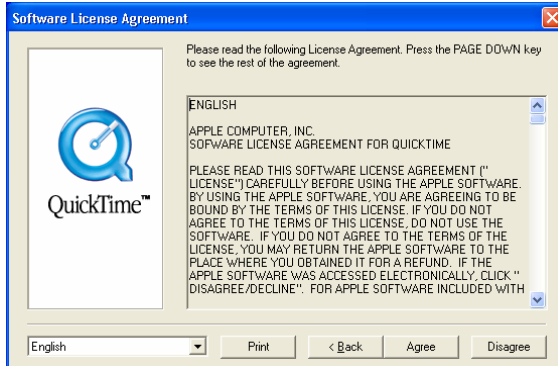 Software License Agreement
Please read the following License Agreement. Press the PAGE DOWN key
to see the rest of the agreement.
ENGLISH
APPLE COMPUTER, INC.
SOFWARE LICENSE AGREEMENT FOR QUICKTIME
PLEASE READ THIS SOFTWARE LICENSE AGREEMENT ("
LICENSE") CAREFULLY BEFORE USING THE APPLE SOFTWARE.
BY USING THE APPLE SOFTWARE, YOU ARE AGREEING TO BE
BOUND BY THE TERMS OF THIS LICENSE. IF YOU DO NOT
AGREE TO THE TERMS OF THIS LICENSE, DO NOT USE THE
SOFTWARE.  IF YOU DO NOT AGREE TO THE TERMS OF THE
LICENSE, YOU MAY RETURN THE APPLE SOFTWARE TO THE
PLACE WHERE YOU OBTAINED IT FOR A REFUND.  IF THE
APPLE SOFTWARE WAS ACCESSED ELECTRONICALLY, CLICK "
DISAGREE/DECLINE".  FOR APPLE SOFTWARE INCLUDED WITH
QuickTime™
English
Print
< Back
Agree
Disagree